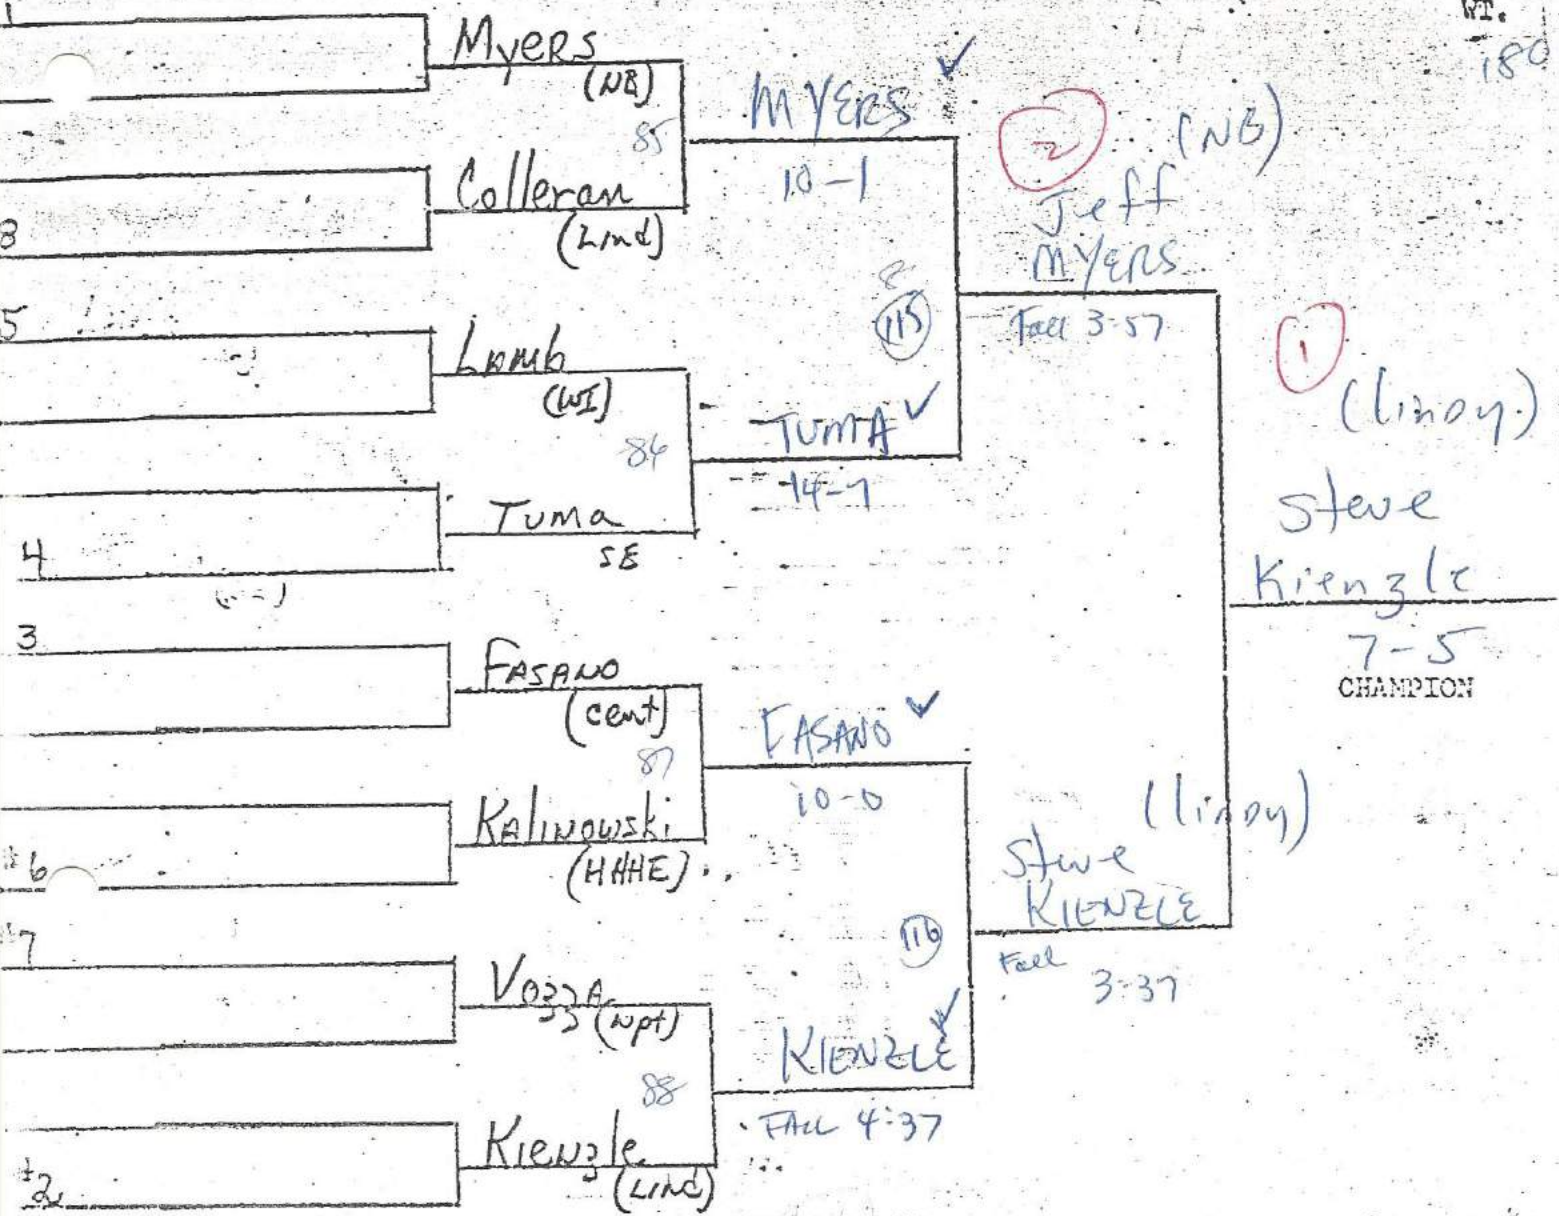 1
WT.
180
Myers
(NB)
85
MYERS
10-1
2
(NB)
Jeff
MYERS
Fall 3-57
8
Colleran
(Lind)
115
5
Lamb
(WI)
86
TUMA
14-7
Tuma
SE
4
1
(lindy.)
Steve
Kienzle
7-5
CHAMPION
3
FASANO
(cent)
87
FASANO
10-0
Kalinowski
(HHHE)
6
116
(lindy)
Steve
KIENZLE
Fall
3-37
7
Vozza
(Npt)
88
KIENZLE
FALL 4:37
Kienzle
(Lind)
2